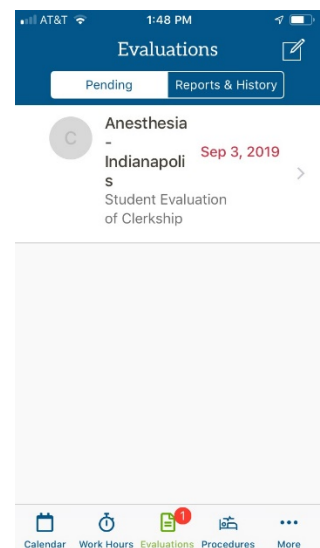 AT&T 1:48 PM
Evaluations
Pending Reports & History
C
Anesthesia
-
Indianapoli
s
Sep 3, 2019
Student Evaluation
of Clerkship
1
Calendar Work Hours Evaluations Procedures More